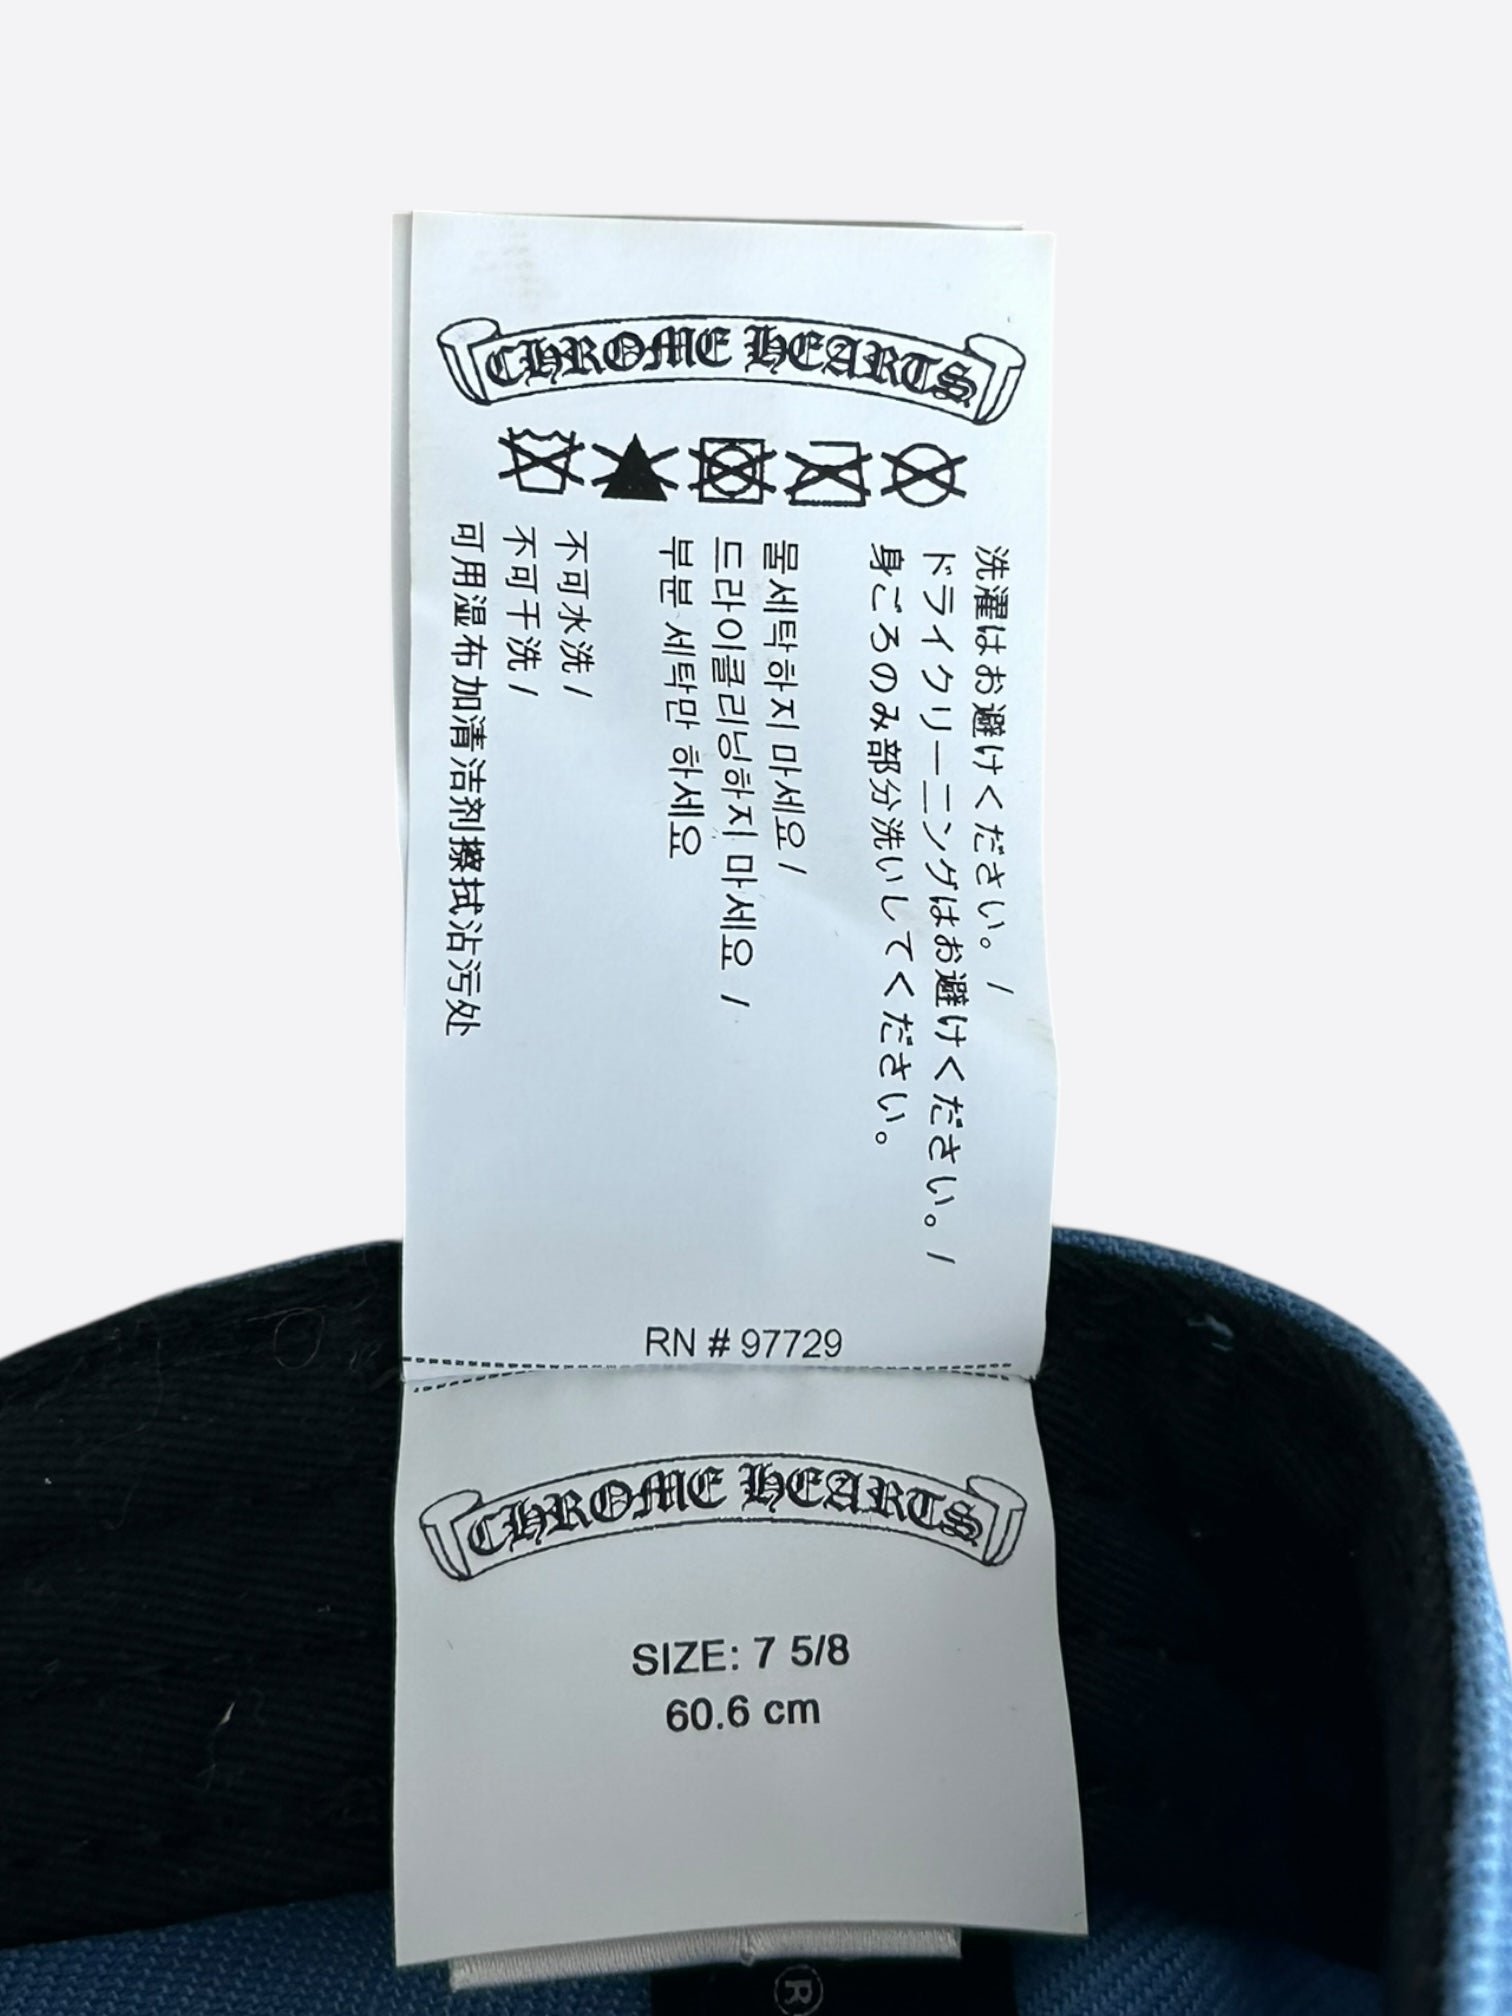 CHROME HEARTS
洗濯はお避けください。/
ドライクリーニングはお避けください。/
身ごろのみ部分洗いしてください。
물세탁하지 마세요/
드라이클리닝하지 마세요 /
부분 세탁만 하세요
不可水洗/
不可干洗/
可用湿布加清洁剂擦拭沾污处
RN # 97729
CHROME HEARTS
SIZE: 7 5/8
60.6 cm
®